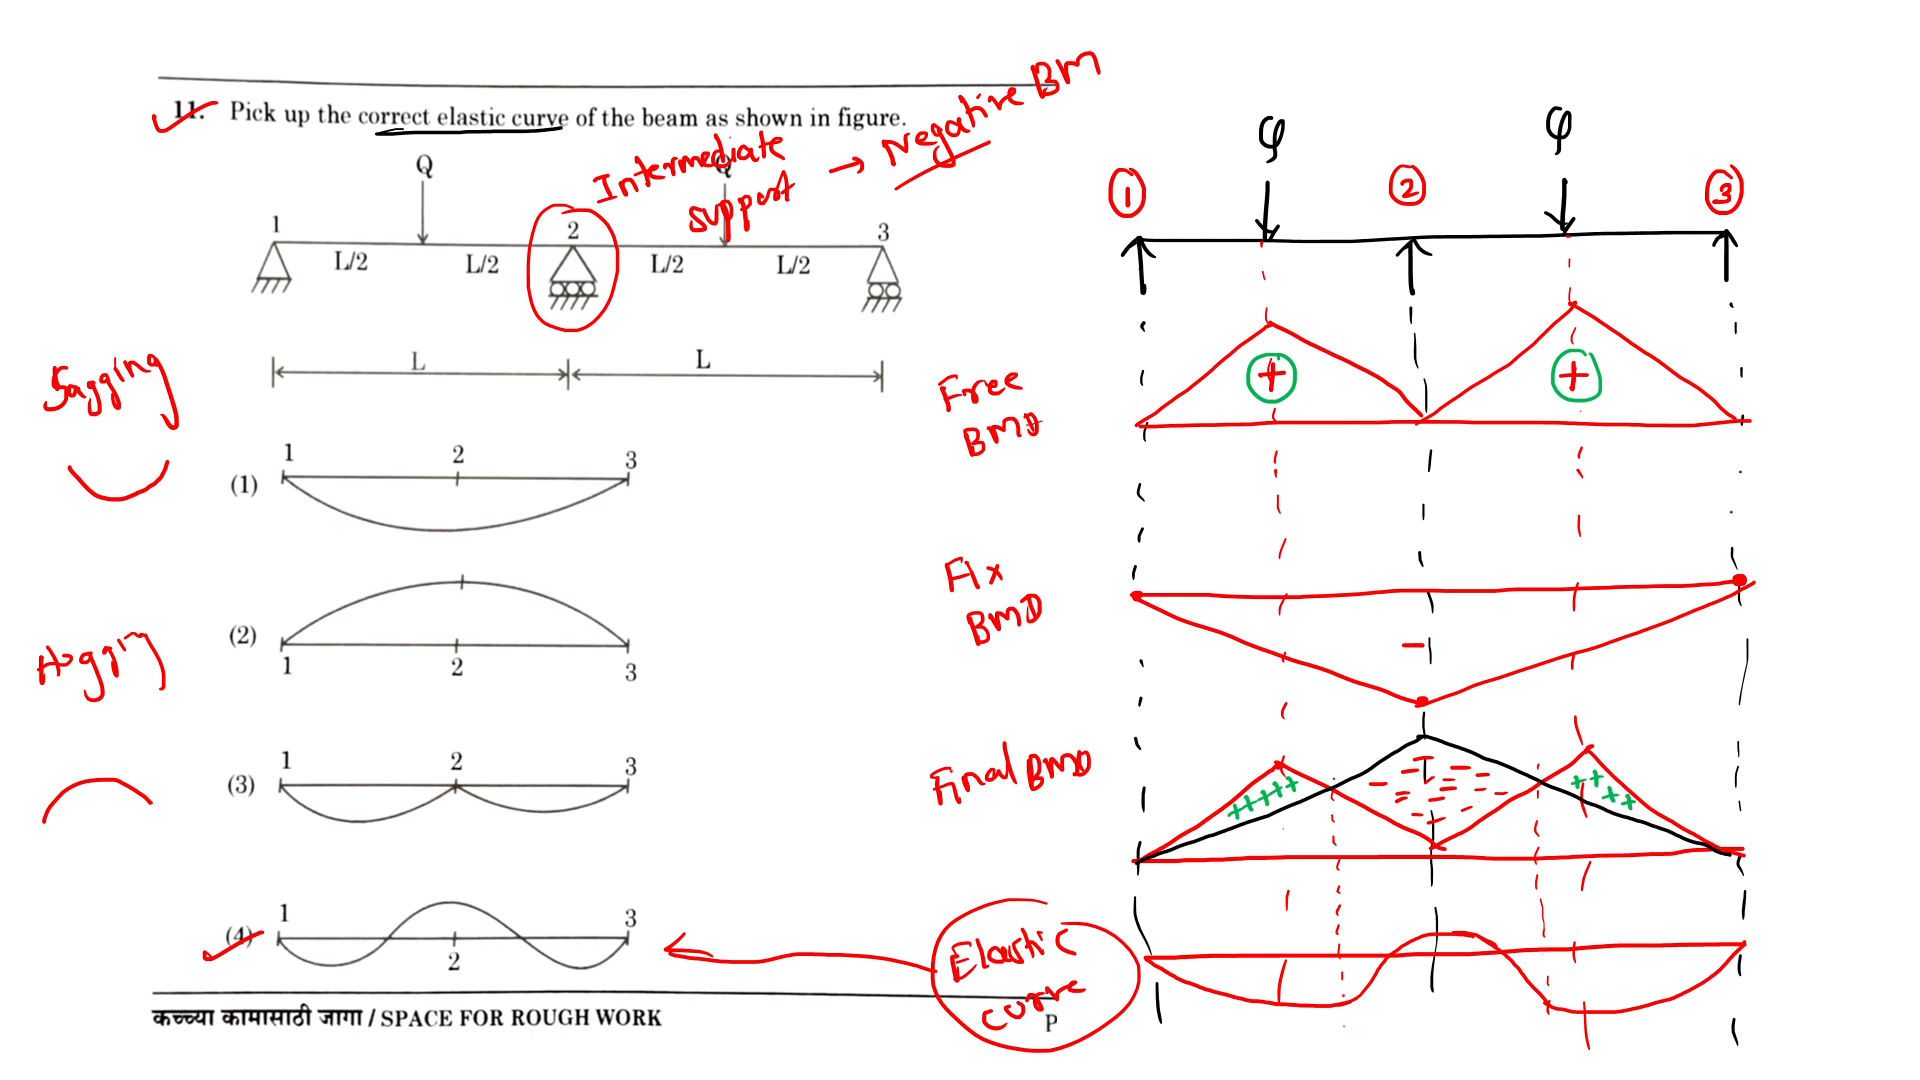 11. Pick up the correct elastic curve of the beam as shown in figure.
Intermediate support → Negative BM
Q
Q
1
2
3
L/2
L/2
L/2
L/2
L
L
Sagging
Hogging
(1)
1
2
3
(2)
1
2
3
(3)
1
2
3
(4)
1
2
3
कच्च्या कामासाठी जागा / SPACE FOR ROUGH WORK
P
φ
φ
1
2
3
Free
BMD
+
+
Fix
BMD
-
Final BMD
+++++
++
++
Elastic
curve